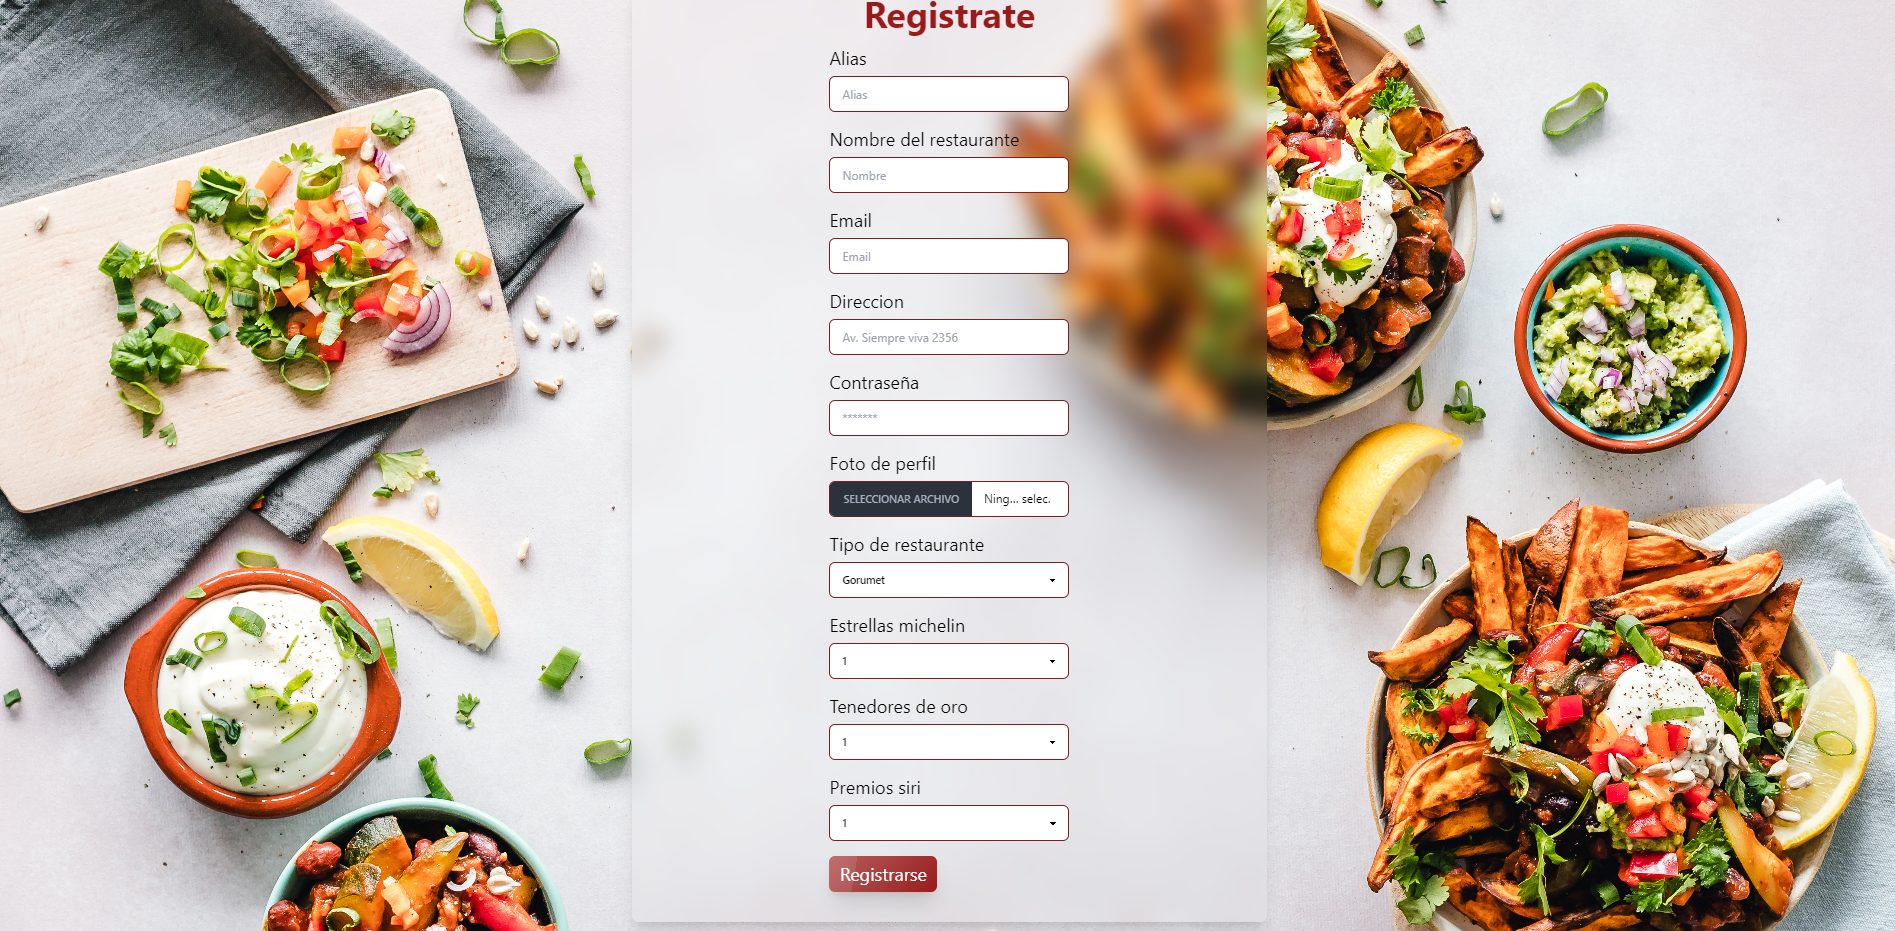 Registrate
Alias
Alias
Nombre del restaurante
Nombre
Email
Email
Direccion
Av. Siempre viva 2356
Contraseña
*******
Foto de perfil
SELECCIONAR ARCHIVO Ning... selec.
Tipo de restaurante
Gorumet
Estrellas michelin
1
Tenedores de oro
1
Premios siri
1
Registrarse